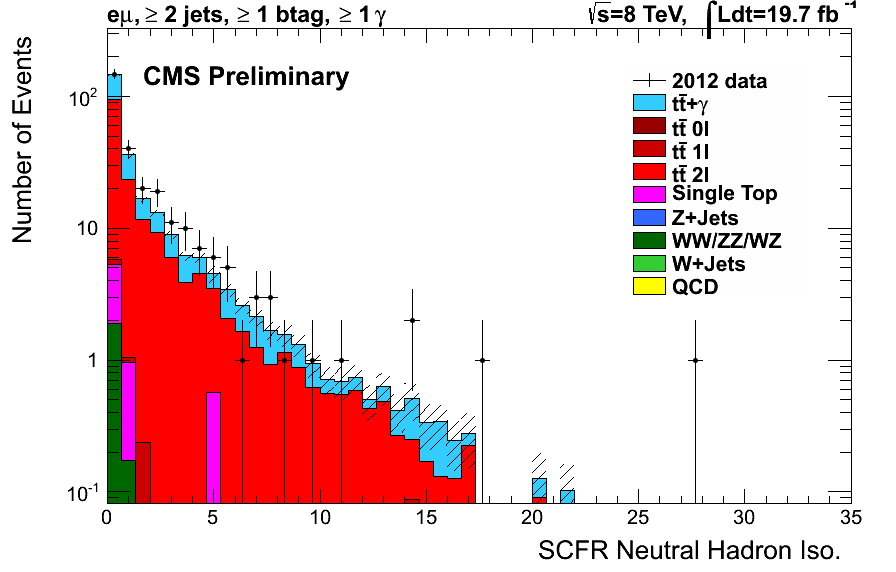 eμ, ≥ 2 jets, ≥ 1 btag, ≥ 1 γ
√s=8 TeV, ∫Ldt=19.7 fb⁻¹
CMS Preliminary
Number of Events
10²
10
1
10⁻¹
2012 data
tt̄+γ
tt̄ 0l
tt̄ 1l
tt̄ 2l
Single Top
Z+Jets
WW/ZZ/WZ
W+Jets
QCD
0 5 10 15 20 25 30 35
SCFR Neutral Hadron Iso.